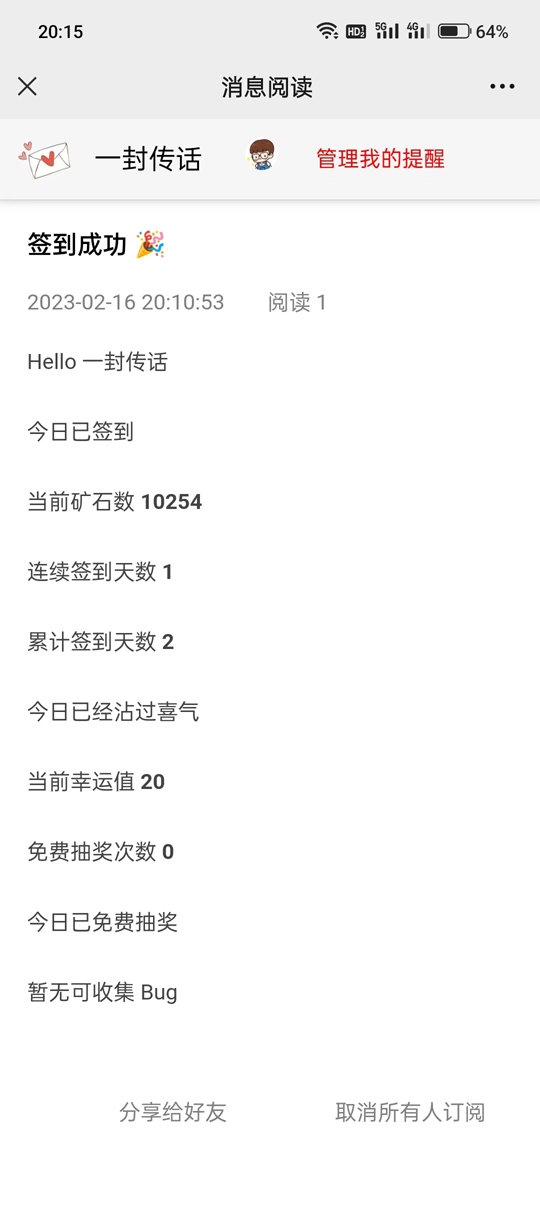 20:15
HD 5G 4G 64%
消息阅读
一封传话 管理我的提醒
签到成功 🎉
2023-02-16 20:10:53 阅读 1
Hello 一封传话
今日已签到
当前矿石数 10254
连续签到天数 1
累计签到天数 2
今日已经沾过喜气
当前幸运值 20
免费抽奖次数 0
今日已免费抽奖
暂无可收集 Bug
分享给好友 取消所有人订阅